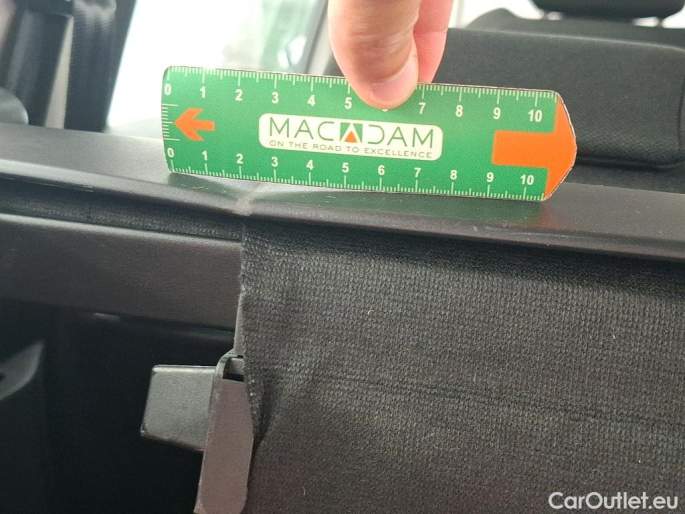 0 1 2 3 4 5 6 7 8 9 10
MACADAM
ON THE ROAD TO EXCELLENCE
0 1 2 3 4 5 6 7 8 9 10
CarOutlet.eu